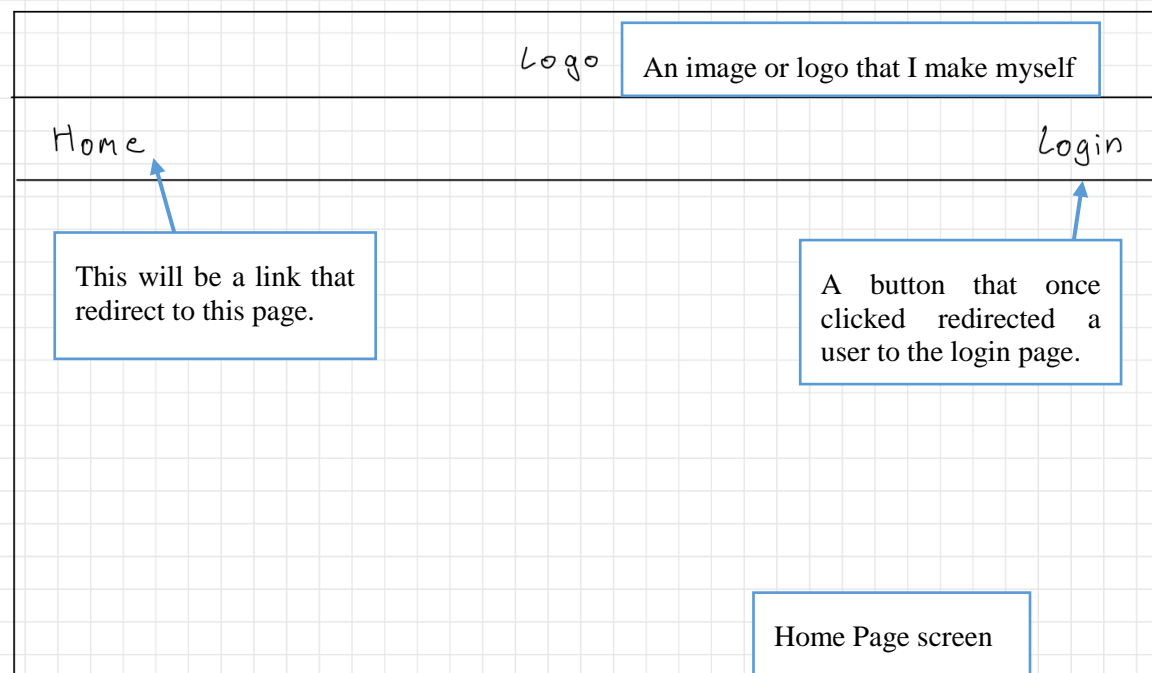 Logo
An image or logo that I make myself
Home
Login
This will be a link that
redirect to this page.
A button that once
clicked redirected a
user to the login page.
Home Page screen